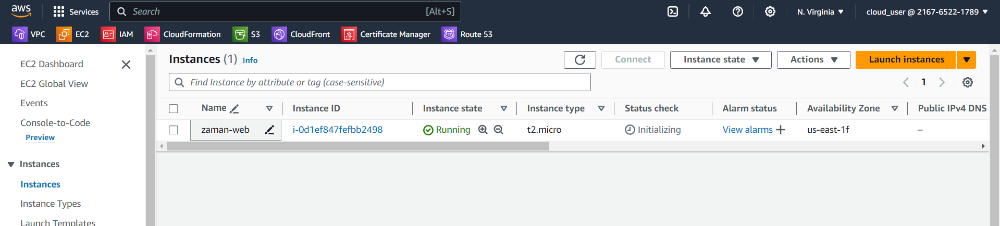 aws Services Search [Alt+S] N. Virginia cloud_user @ 2167-6522-1789
VPC EC2 IAM CloudFormation S3 CloudFront Certificate Manager Route 53
EC2 Dashboard
EC2 Global View
Events
Console-to-Code
Preview
Instances
Instances
Instance Types
Launch Templates
Instances (1) Info Connect Instance state Actions Launch instances
Find Instance by attribute or tag (case-sensitive) 1
Name Instance ID Instance state Instance type Status check Alarm status Availability Zone Public IPv4 DNS
zaman-web i-0d1ef847fefbb2498 Running t2.micro Initializing View alarms us-east-1f –